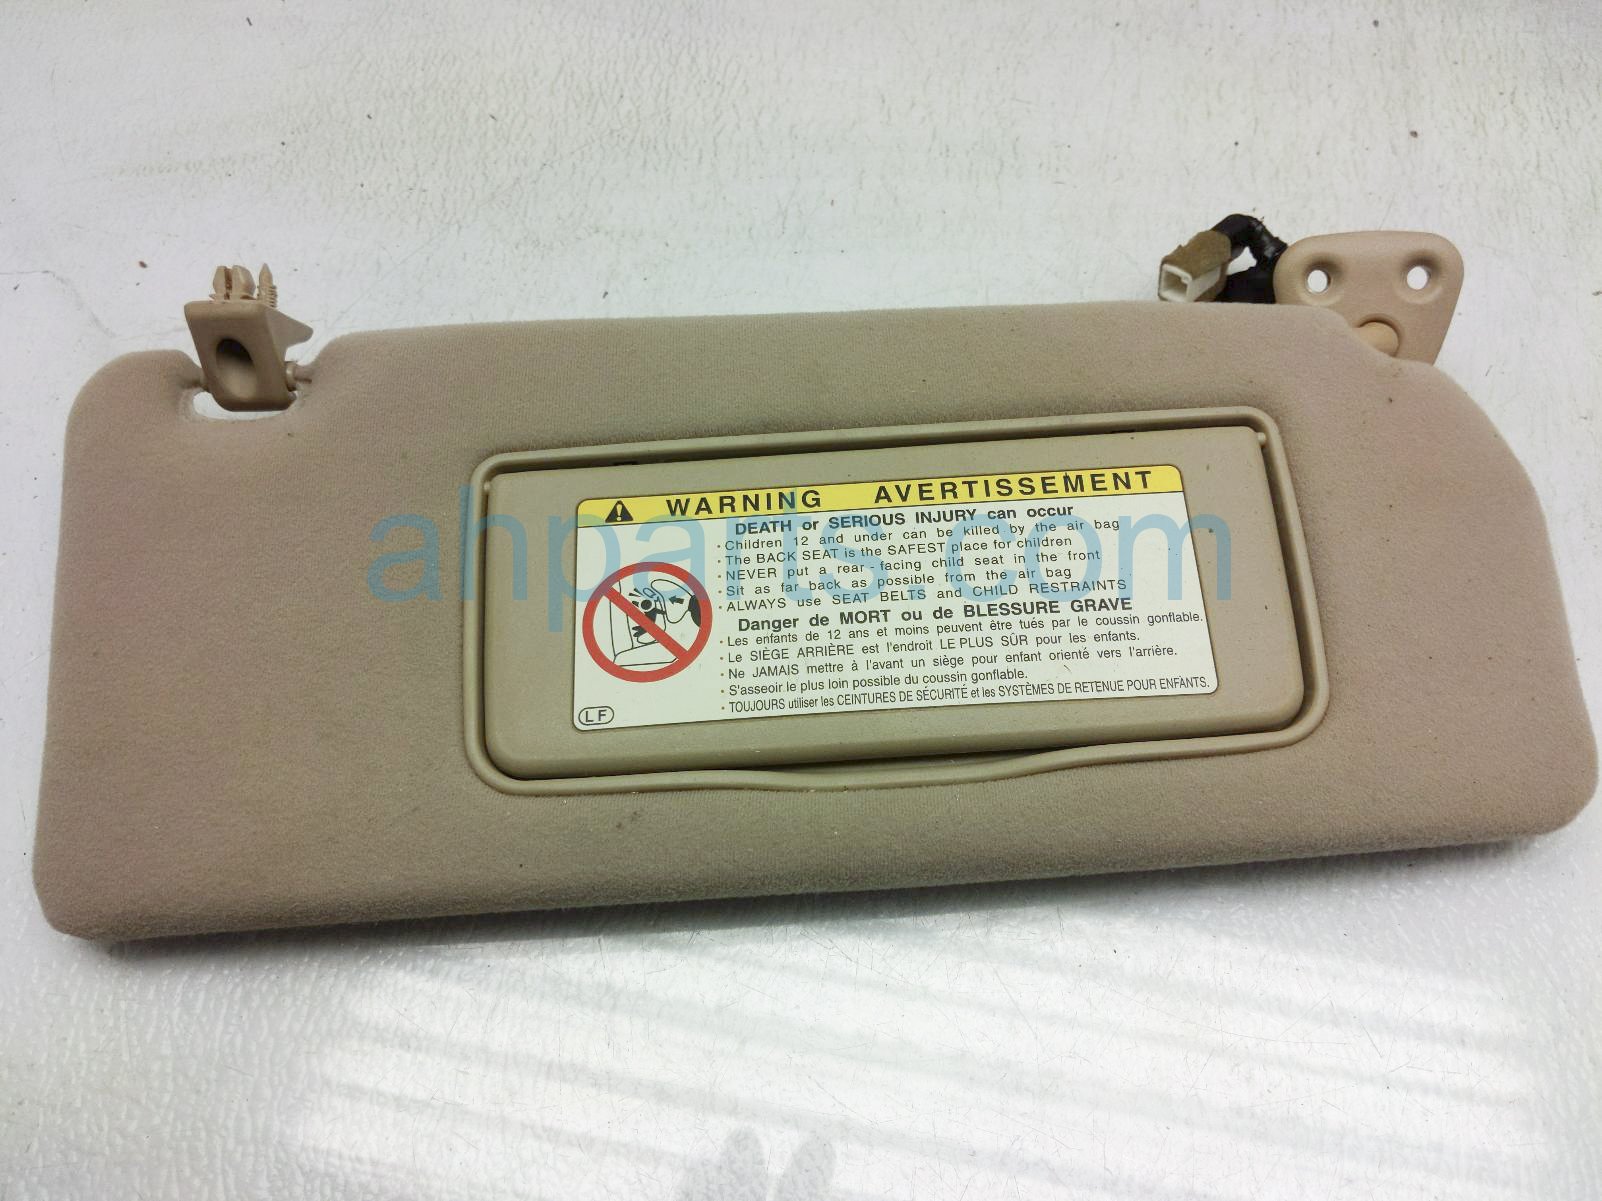 WARNING AVERTISSEMENT
DEATH or SERIOUS INJURY can occur
• Children 12 and under can be killed by the air bag
• The BACK SEAT is the SAFEST place for children
• NEVER put a rear-facing child seat in the front
• Sit as far back as possible from the air bag
• ALWAYS use SEAT BELTS and CHILD RESTRAINTS
Danger de MORT ou de BLESSURE GRAVE
• Les enfants de 12 ans et moins peuvent être tués par le coussin gonflable.
• Le SIÈGE ARRIÈRE est l'endroit LE PLUS SÛR pour les enfants.
• Ne JAMAIS mettre à l'avant un siège pour enfant orienté vers l'arrière.
• S'asseoir le plus loin possible du coussin gonflable.
• TOUJOURS utiliser les CEINTURES DE SÉCURITÉ et les SYSTÈMES DE RETENUE POUR ENFANTS.
LF
ahparts.com